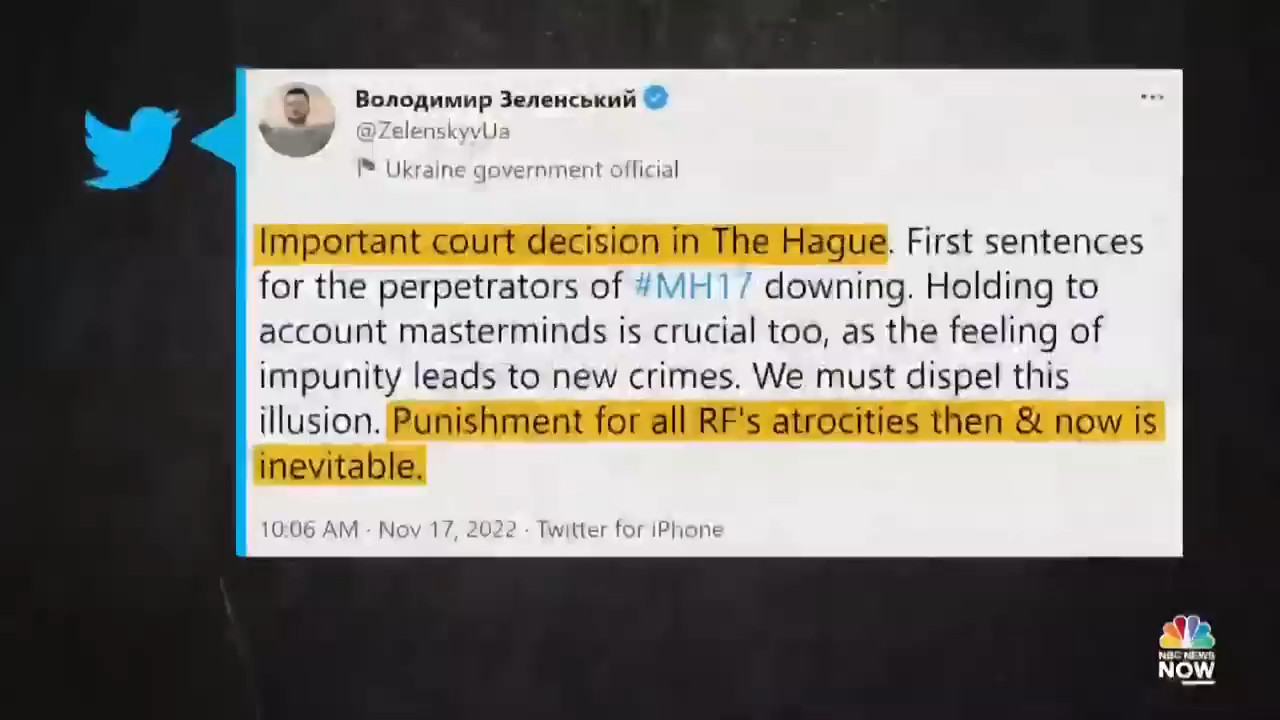 Володимир Зеленський
@ZelenskyyUa
Ukraine government official
Important court decision in The Hague. First sentences
for the perpetrators of #MH17 downing. Holding to
account masterminds is crucial too, as the feeling of
impunity leads to new crimes. We must dispel this
illusion. Punishment for all RF's atrocities then & now is
inevitable.
10:06 AM · Nov 17, 2022 · Twitter for iPhone
NBC NEWS
NOW